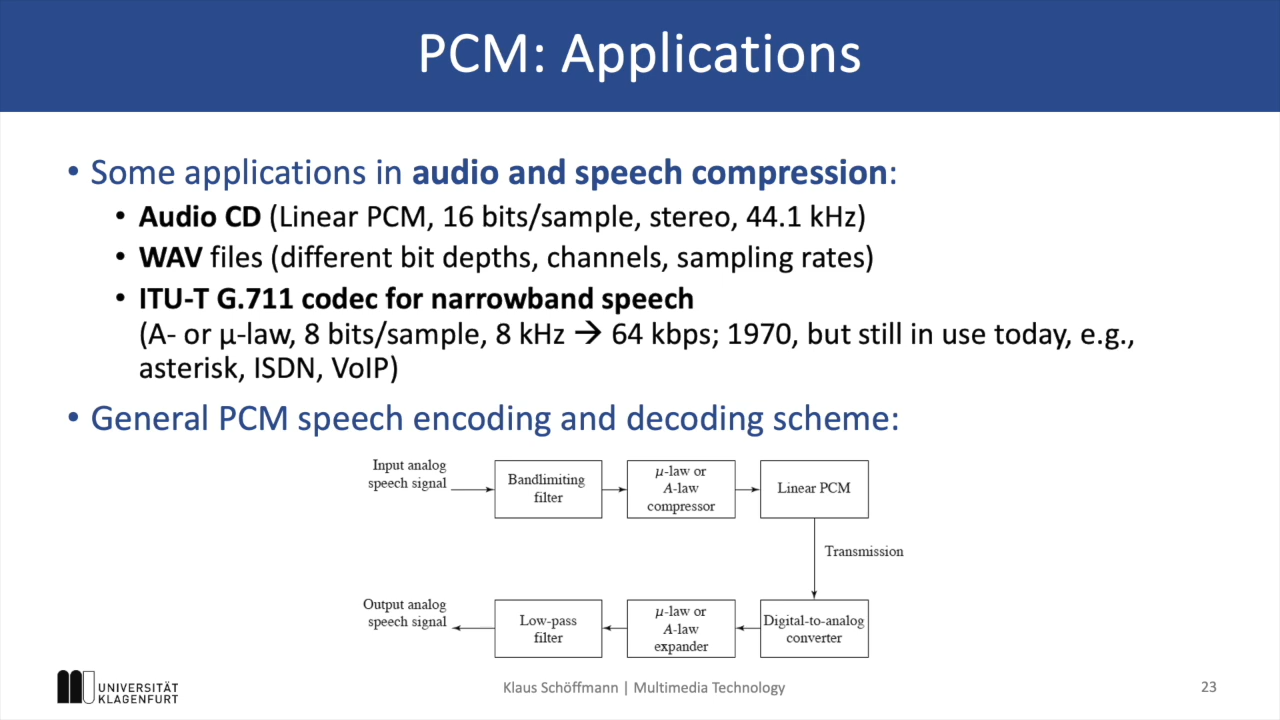 PCM: Applications
• Some applications in audio and speech compression:
• Audio CD (Linear PCM, 16 bits/sample, stereo, 44.1 kHz)
• WAV files (different bit depths, channels, sampling rates)
• ITU-T G.711 codec for narrowband speech
(A- or μ-law, 8 bits/sample, 8 kHz → 64 kbps; 1970, but still in use today, e.g.,
asterisk, ISDN, VoIP)
• General PCM speech encoding and decoding scheme:
Input analog
speech signal
Bandlimiting
filter
μ-law or
A-law
compressor
Linear PCM
Transmission
Output analog
speech signal
Low-pass
filter
μ-law or
A-law
expander
Digital-to-analog
converter
UNIVERSITÄT
KLAGENFURT
Klaus Schöffmann | Multimedia Technology
23